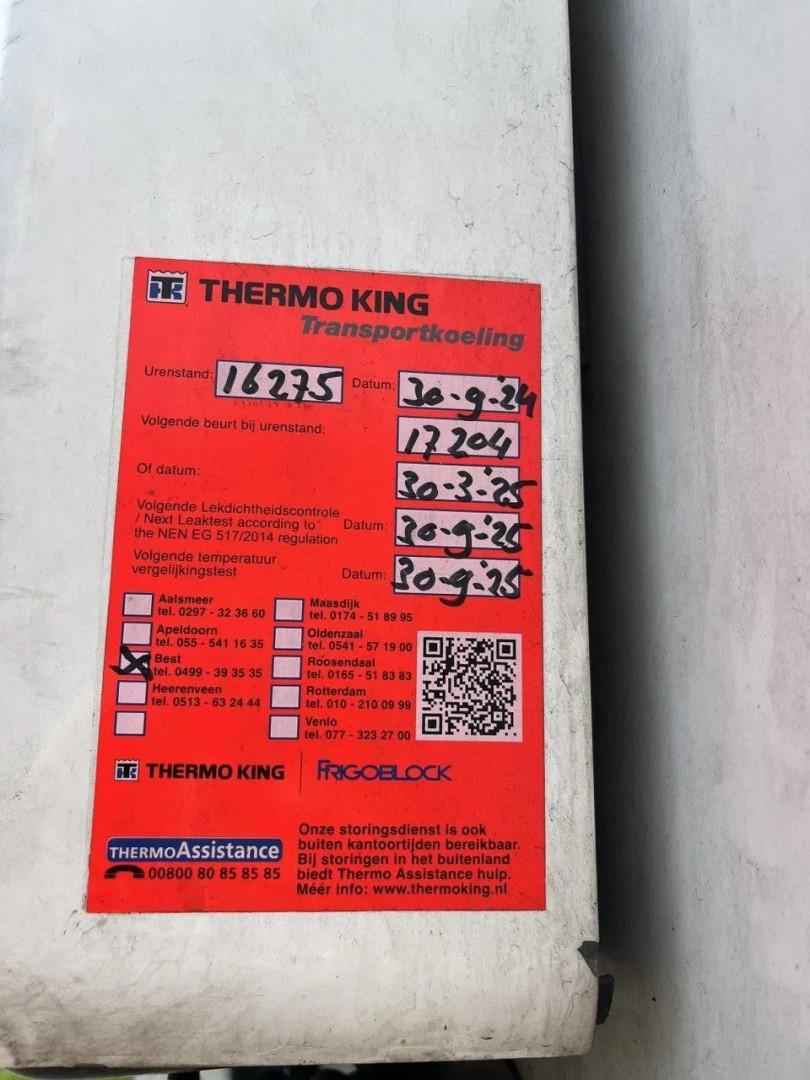 THERMO KING
Transportkoeling
Urenstand: 16275 Datum: 30-9-'24
Volgende beurt bij urenstand: 17204
Of datum: 30-3-'25
Volgende Lekdichtheidscontrole
/ Next Leaktest according to Datum: 30-9-'25
the NEN EG 517/2014 regulation
Volgende temperatuur
vergelijkingstest Datum: 30-9-'25
Aalsmeer
tel. 0297 - 32 36 60
Apeldoorn
tel. 055 - 541 16 35
X Best
tel. 0499 - 39 35 35
Heerenveen
tel. 0513 - 63 24 44
Maasdijk
tel. 0174 - 51 89 95
Oldenzaal
tel. 0541 - 57 19 00
Roosendaal
tel. 0165 - 51 83 83
Rotterdam
tel. 010 - 210 09 99
Venlo
tel. 077 - 323 27 00
THERMO KING FRIGOBLOCK
THERMOAssistance
00800 80 85 85 85
Onze storingsdienst is ook
buiten kantoortijden bereikbaar.
Bij storingen in het buitenland
biedt Thermo Assistance hulp.
Méér info: www.thermoking.nl